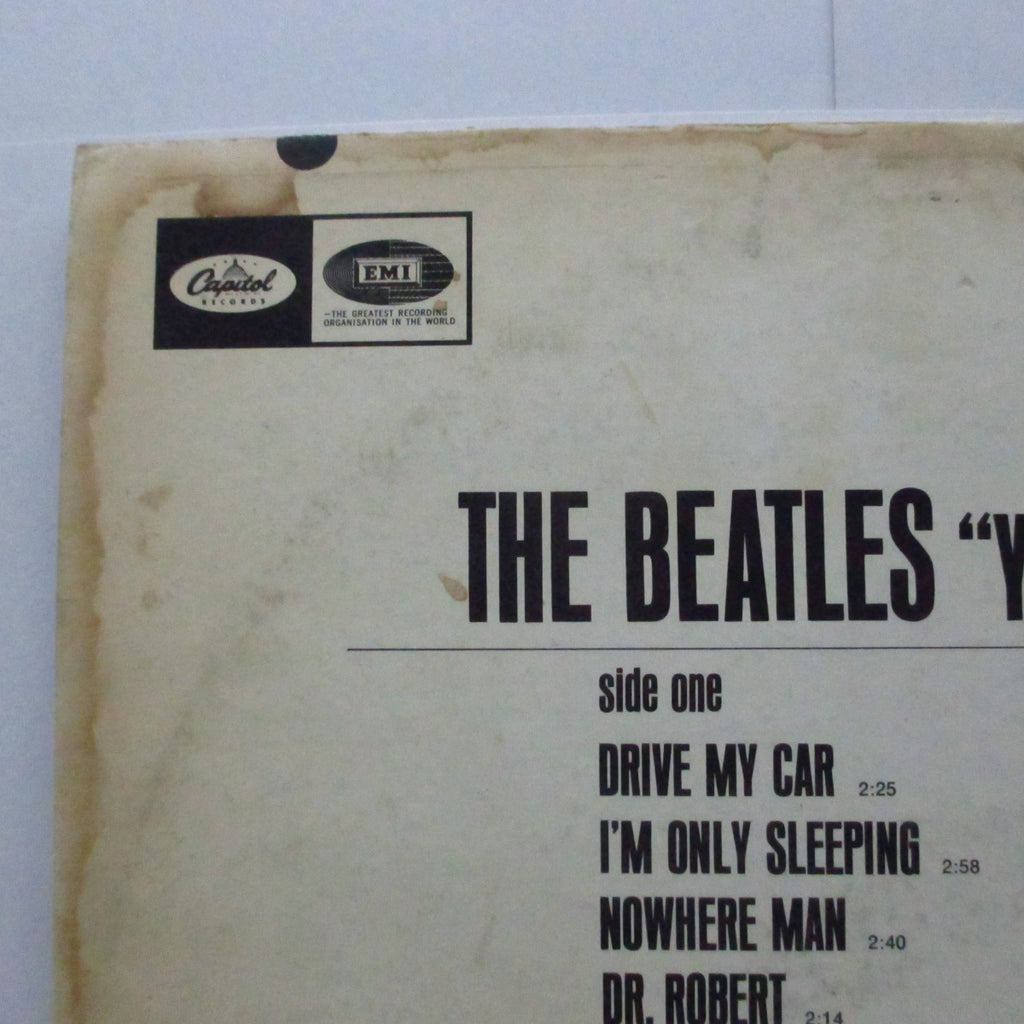 Capitol
RECORDS
EMI
—THE GREATEST RECORDING
ORGANISATION IN THE WORLD
THE BEATLES “Y
side one
DRIVE MY CAR 2:25
I'M ONLY SLEEPING 2:58
NOWHERE MAN 2:40
DR. ROBERT 2:14